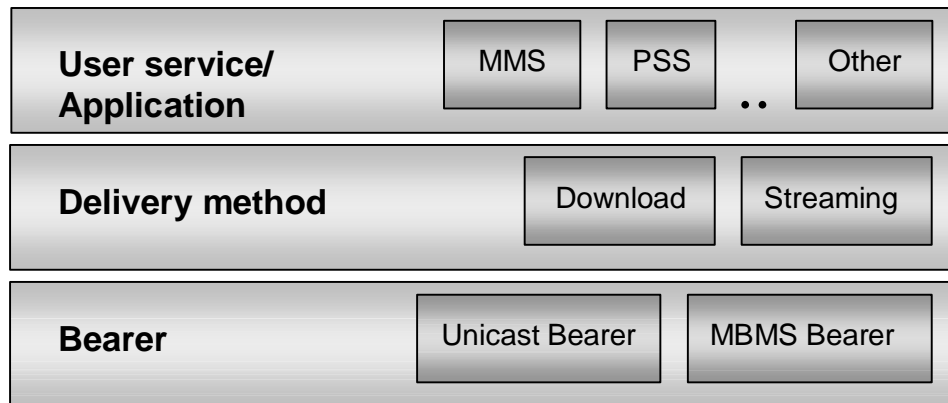 User service/
Application
MMS
PSS
..
Other
Delivery method
Download
Streaming
Bearer
Unicast Bearer
MBMS Bearer